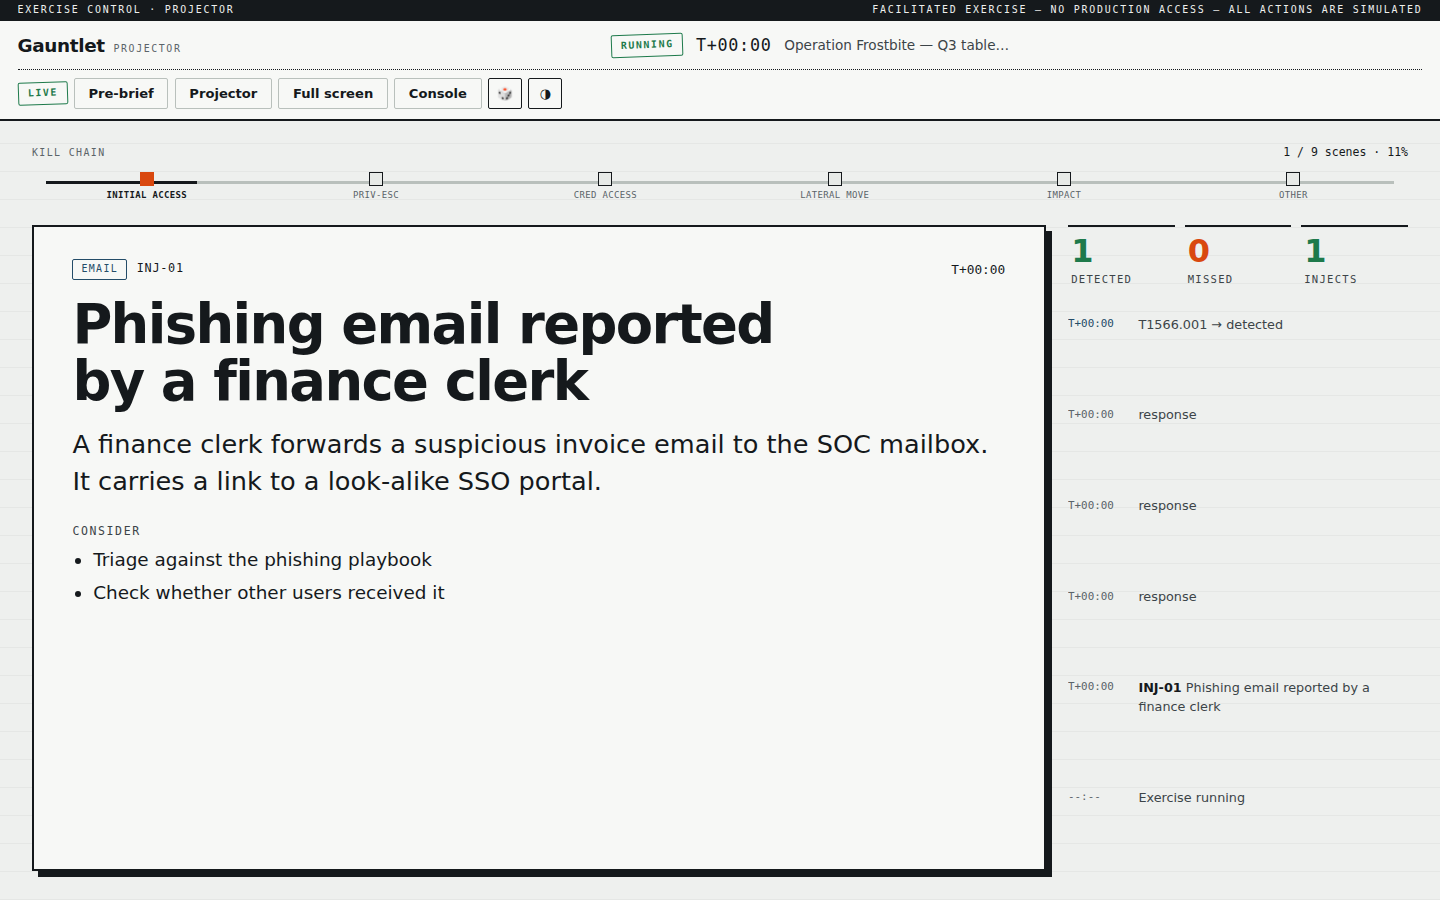 EXERCISE CONTROL · PROJECTOR
FACILITATED EXERCISE — NO PRODUCTION ACCESS — ALL ACTIONS ARE SIMULATED
Gauntlet PROJECTOR
RUNNING T+00:00 Operation Frostbite — Q3 table…
LIVE Pre-brief Projector Full screen Console
KILL CHAIN
1 / 9 scenes · 11%
INITIAL ACCESS PRIV-ESC CRED ACCESS LATERAL MOVE IMPACT OTHER
EMAIL INJ-01
T+00:00
Phishing email reported
by a finance clerk
A finance clerk forwards a suspicious invoice email to the SOC mailbox.
It carries a link to a look-alike SSO portal.
CONSIDER
• Triage against the phishing playbook
• Check whether other users received it
1 0 1
DETECTED MISSED INJECTS
T+00:00 T1566.001 → detected
T+00:00 response
T+00:00 response
T+00:00 response
T+00:00 INJ-01 Phishing email reported by a
finance clerk
--:-- Exercise running